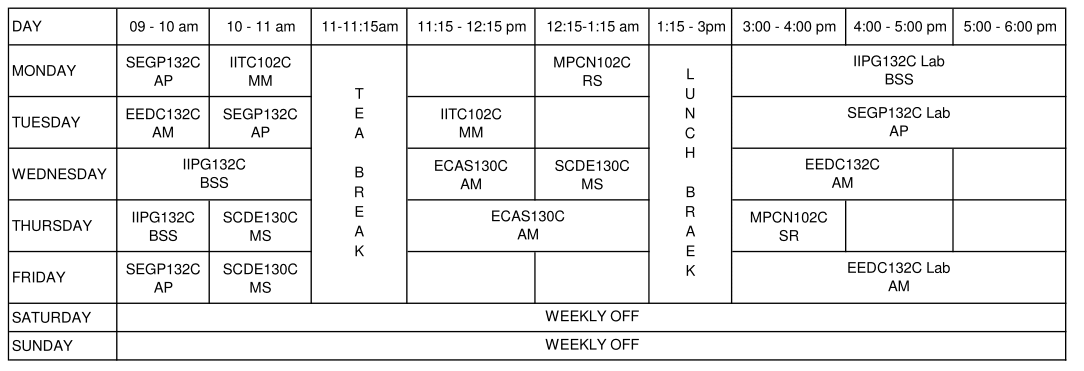 DAY 09 - 10 am 10 - 11 am 11-11:15am 11:15 - 12:15 pm 12:15-1:15 am 1:15 - 3pm 3:00 - 4:00 pm 4:00 - 5:00 pm 5:00 - 6:00 pm
MONDAY SEGP132C IITC102C MPCN102C IIPG132C Lab
AP MM RS BSS
TUESDAY EEDC132C SEGP132C IITC102C SEGP132C Lab
AM AP MM AP
WEDNESDAY IIPG132C ECAS130C SCDE130C EEDC132C
BSS AM MS AM
THURSDAY IIPG132C SCDE130C ECAS130C MPCN102C
BSS MS AM SR
FRIDAY SEGP132C SCDE130C EEDC132C Lab
AP MS AM
TEA BREAK
LUNCH BRAEK
SATURDAY WEEKLY OFF
SUNDAY WEEKLY OFF